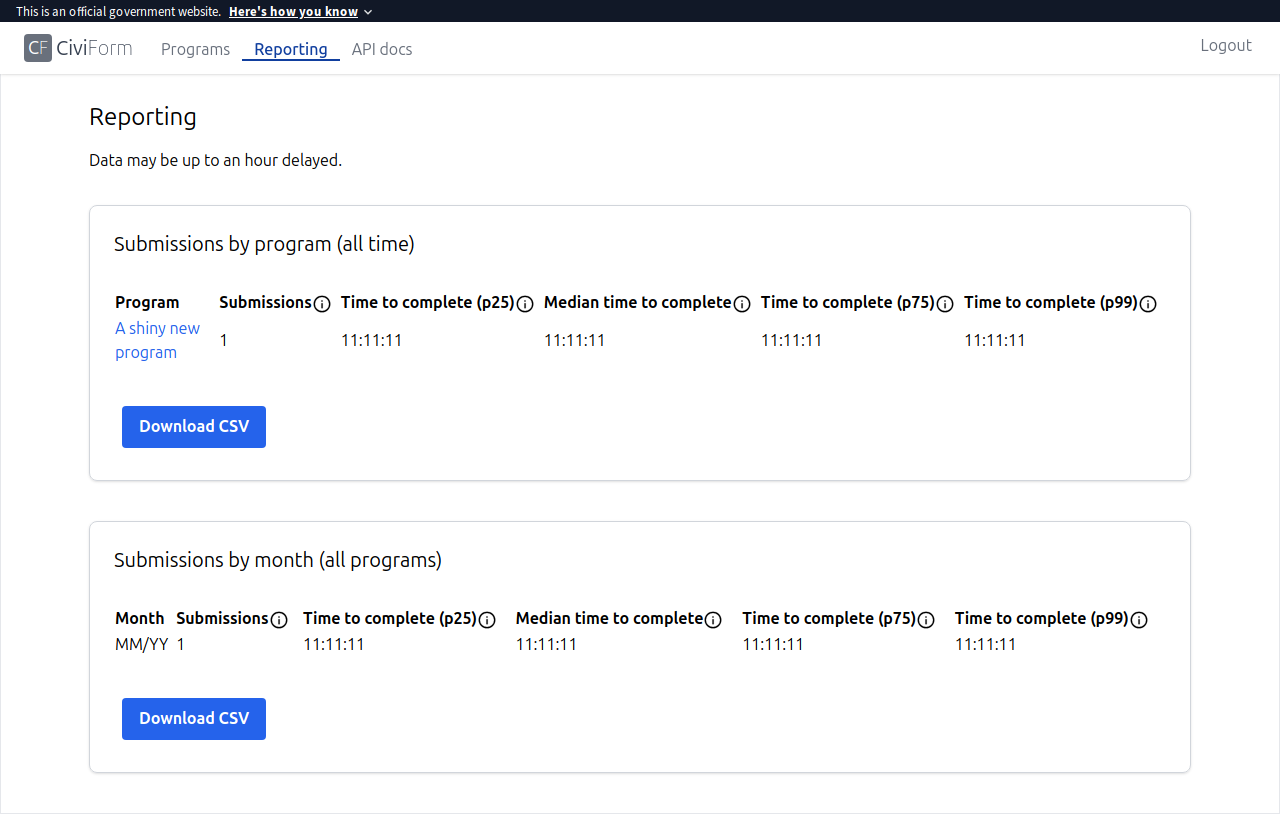 This is an official government website. Here's how you know
CF CiviForm Programs Reporting API docs Logout
Reporting
Data may be up to an hour delayed.
Submissions by program (all time)
Program Submissions Time to complete (p25) Median time to complete Time to complete (p75) Time to complete (p99)
A shiny new program 1 11:11:11 11:11:11 11:11:11 11:11:11
Download CSV
Submissions by month (all programs)
Month Submissions Time to complete (p25) Median time to complete Time to complete (p75) Time to complete (p99)
MM/YY 1 11:11:11 11:11:11 11:11:11 11:11:11
Download CSV